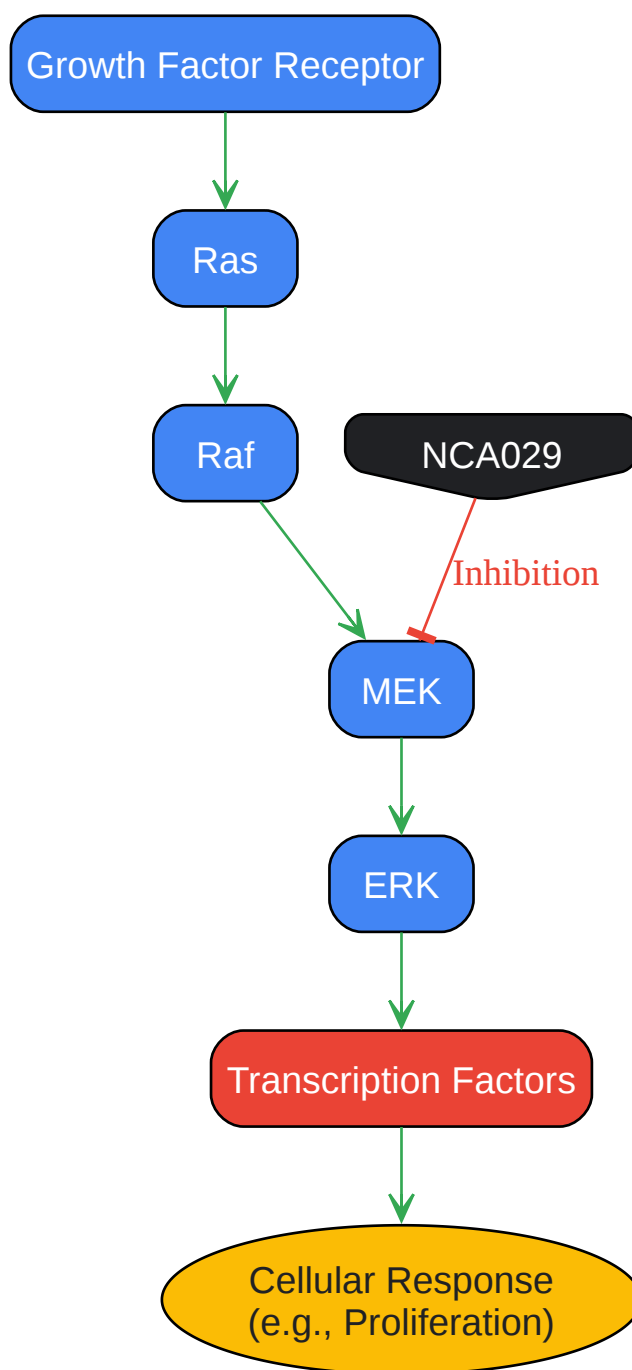 Growth Factor Receptor
Ras
Raf
NCA029
Inhibition
MEK
ERK
Transcription Factors
Cellular Response
(e.g., Proliferation)